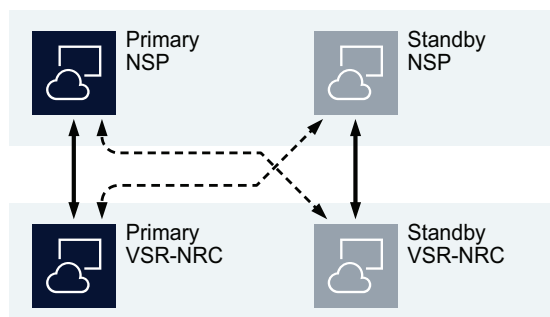 Primary
NSP
Standby
NSP
Primary
VSR-NRC
Standby
VSR-NRC